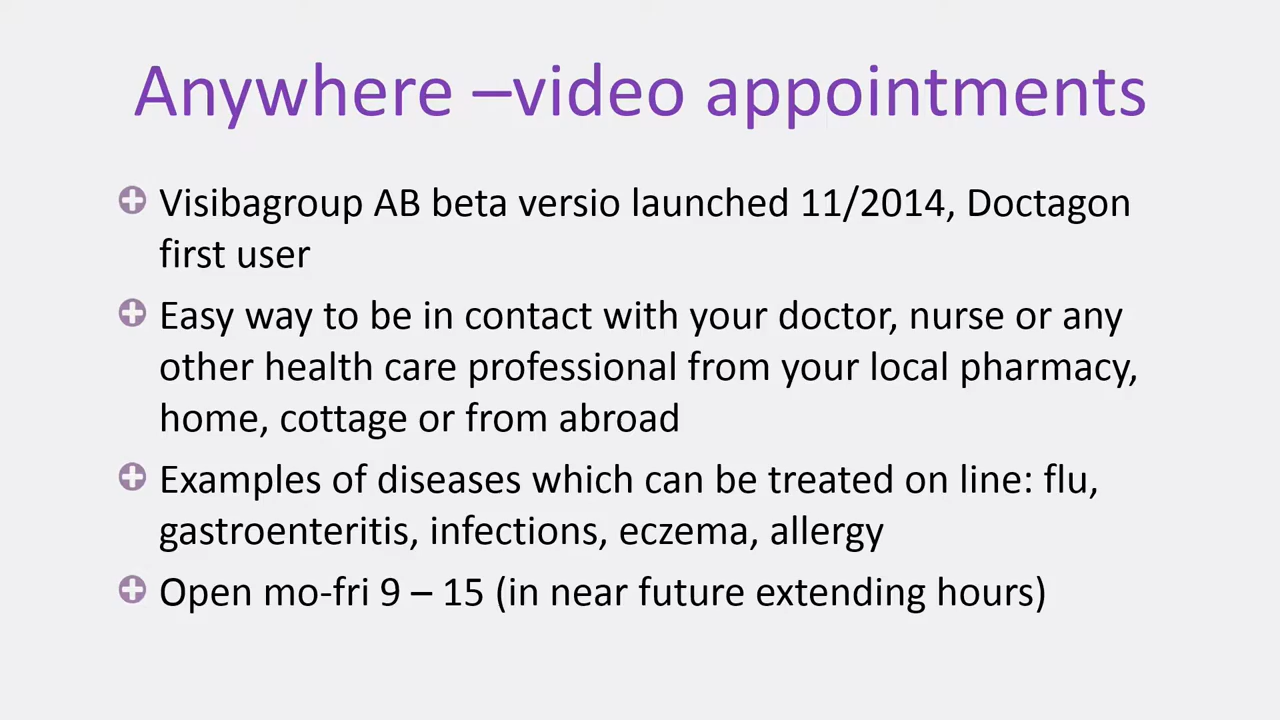 Anywhere –video appointments
Visibagroup AB beta versio launched 11/2014, Doctagon
first user
Easy way to be in contact with your doctor, nurse or any
other health care professional from your local pharmacy,
home, cottage or from abroad
Examples of diseases which can be treated on line: flu,
gastroenteritis, infections, eczema, allergy
Open mo-fri 9 – 15 (in near future extending hours)